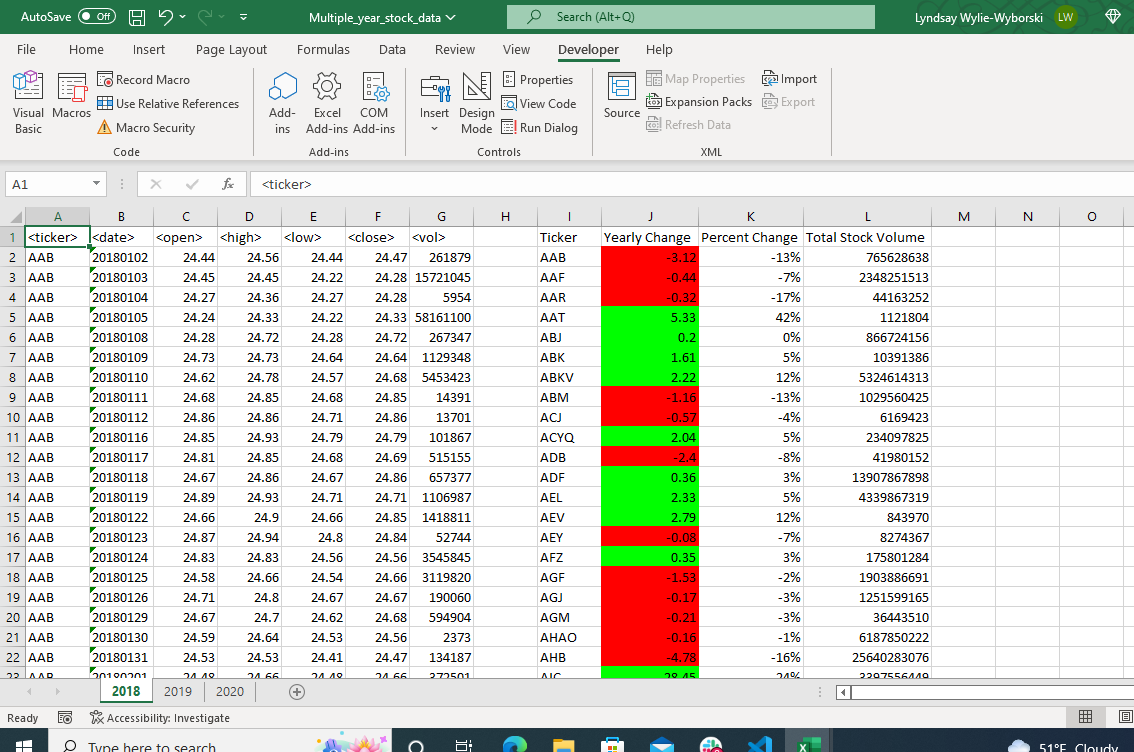 AutoSave Off Multiple_year_stock_data Search (Alt+Q) Lyndsay Wylie-Wyborski LW
File Home Insert Page Layout Formulas Data Review View Developer Help
Visual Basic
Macros
Record Macro
Use Relative References
Macro Security
Code
Add-ins
Excel Add-ins
COM Add-ins
Add-ins
Insert
Design Mode
Properties
View Code
Run Dialog
Controls
Source
Map Properties
Expansion Packs
Refresh Data
Import
Export
XML
A1 fx <ticker>
A B C D E F G H I J K L M N O
1 <ticker> <date> <open> <high> <low> <close> <vol> Ticker Yearly Change Percent Change Total Stock Volume
2 AAB 20180102 24.44 24.56 24.44 24.47 261879 AAB -3.12 -13% 765628638
3 AAB 20180103 24.45 24.45 24.22 24.28 15721045 AAF -0.44 -7% 2348251513
4 AAB 20180104 24.27 24.36 24.27 24.28 5954 AAR -0.32 -17% 44163252
5 AAB 20180105 24.24 24.33 24.22 24.33 58161100 AAT 5.33 42% 1121804
6 AAB 20180108 24.28 24.72 24.28 24.72 267347 ABJ 0.2 0% 866724156
7 AAB 20180109 24.73 24.73 24.64 24.64 1129348 ABK 1.61 5% 10391386
8 AAB 20180110 24.62 24.78 24.57 24.68 5453423 ABKV 2.22 12% 5324614313
9 AAB 20180111 24.68 24.85 24.68 24.85 14391 ABM -1.16 -13% 1029560425
10 AAB 20180112 24.86 24.86 24.71 24.86 13701 ACJ -0.57 -4% 6169423
11 AAB 20180116 24.85 24.93 24.79 24.79 101867 ACYQ 2.04 5% 234097825
12 AAB 20180117 24.81 24.85 24.68 24.69 515155 ADB -2.4 -8% 41980152
13 AAB 20180118 24.67 24.86 24.67 24.86 657377 ADF 0.36 3% 13907867898
14 AAB 20180119 24.89 24.93 24.71 24.71 1106987 AEL 2.33 5% 4339867319
15 AAB 20180122 24.66 24.9 24.66 24.85 1418811 AEV 2.79 12% 843970
16 AAB 20180123 24.87 24.94 24.8 24.84 52744 AEY -0.08 -7% 8274367
17 AAB 20180124 24.83 24.83 24.56 24.56 3545845 AFZ 0.35 3% 175801284
18 AAB 20180125 24.58 24.66 24.54 24.66 3119820 AGF -1.53 -2% 1903886691
19 AAB 20180126 24.71 24.8 24.67 24.67 190060 AGJ -0.17 -3% 1251599165
20 AAB 20180129 24.67 24.7 24.62 24.68 594904 AGM -0.21 -3% 36443510
21 AAB 20180130 24.59 24.64 24.53 24.56 2373 AHAO -0.16 -1% 6187850222
22 AAB 20180131 24.53 24.53 24.41 24.47 134187 AHB -4.78 -16% 25640283076
23 AAB 20180201 24.48 24.66 24.48 24.66 372501 AIC 28.45 24% 3397556449
2018 2019 2020
Ready Accessibility: Investigate
Type here to search 51°F Cloudy